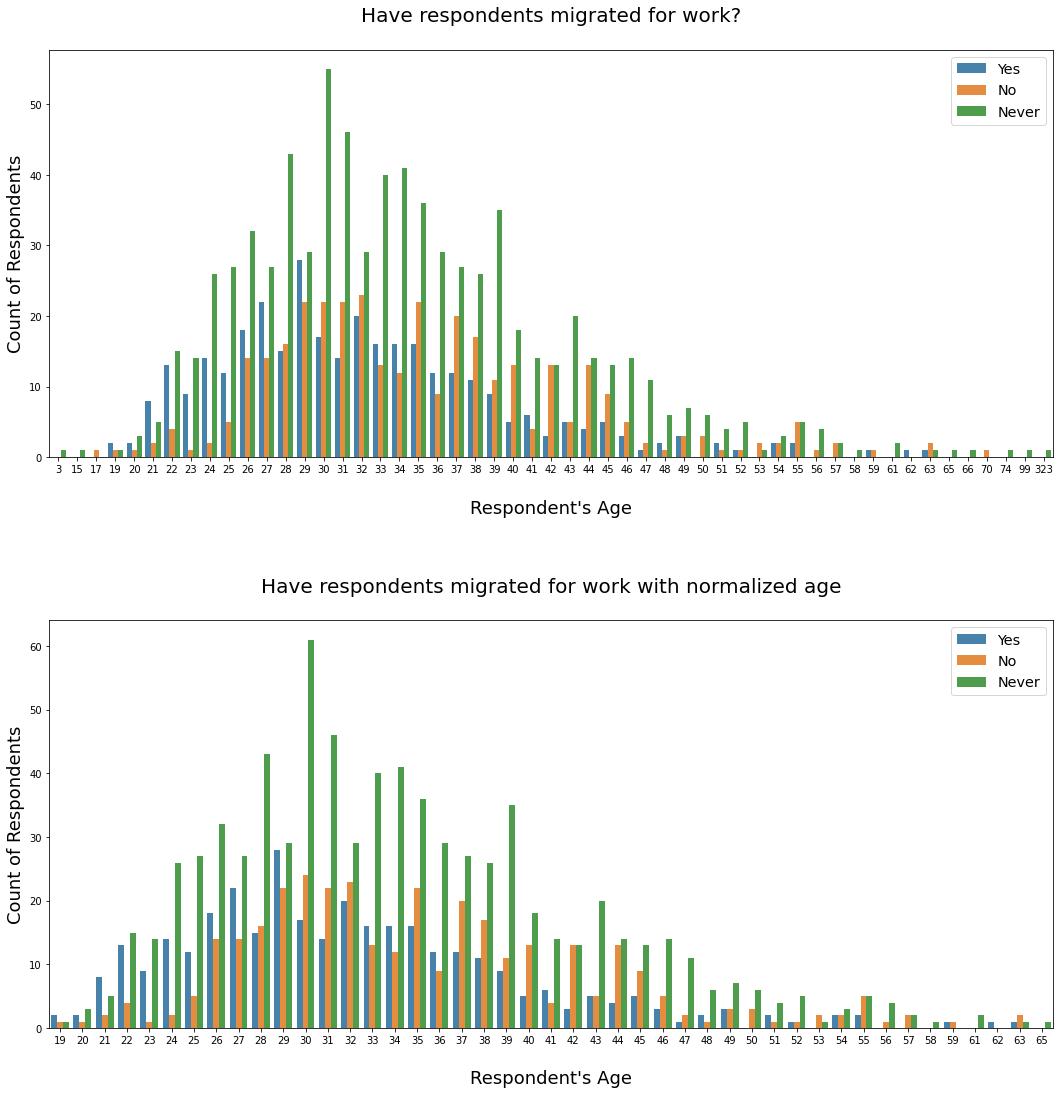 Have respondents migrated for work?
Yes
No
Never
50
40
30
20
10
0
Count of Respondents
3 15 17 19 20 21 22 23 24 25 26 27 28 29 30 31 32 33 34 35 36 37 38 39 40 41 42 43 44 45 46 47 48 49 50 51 52 53 54 55 56 57 58 59 61 62 63 65 66 70 74 99 323
Respondent's Age
Have respondents migrated for work with normalized age
Yes
No
Never
60
50
40
30
20
10
0
Count of Respondents
19 20 21 22 23 24 25 26 27 28 29 30 31 32 33 34 35 36 37 38 39 40 41 42 43 44 45 46 47 48 49 50 51 52 53 54 55 56 57 58 59 61 62 63 65
Respondent's Age